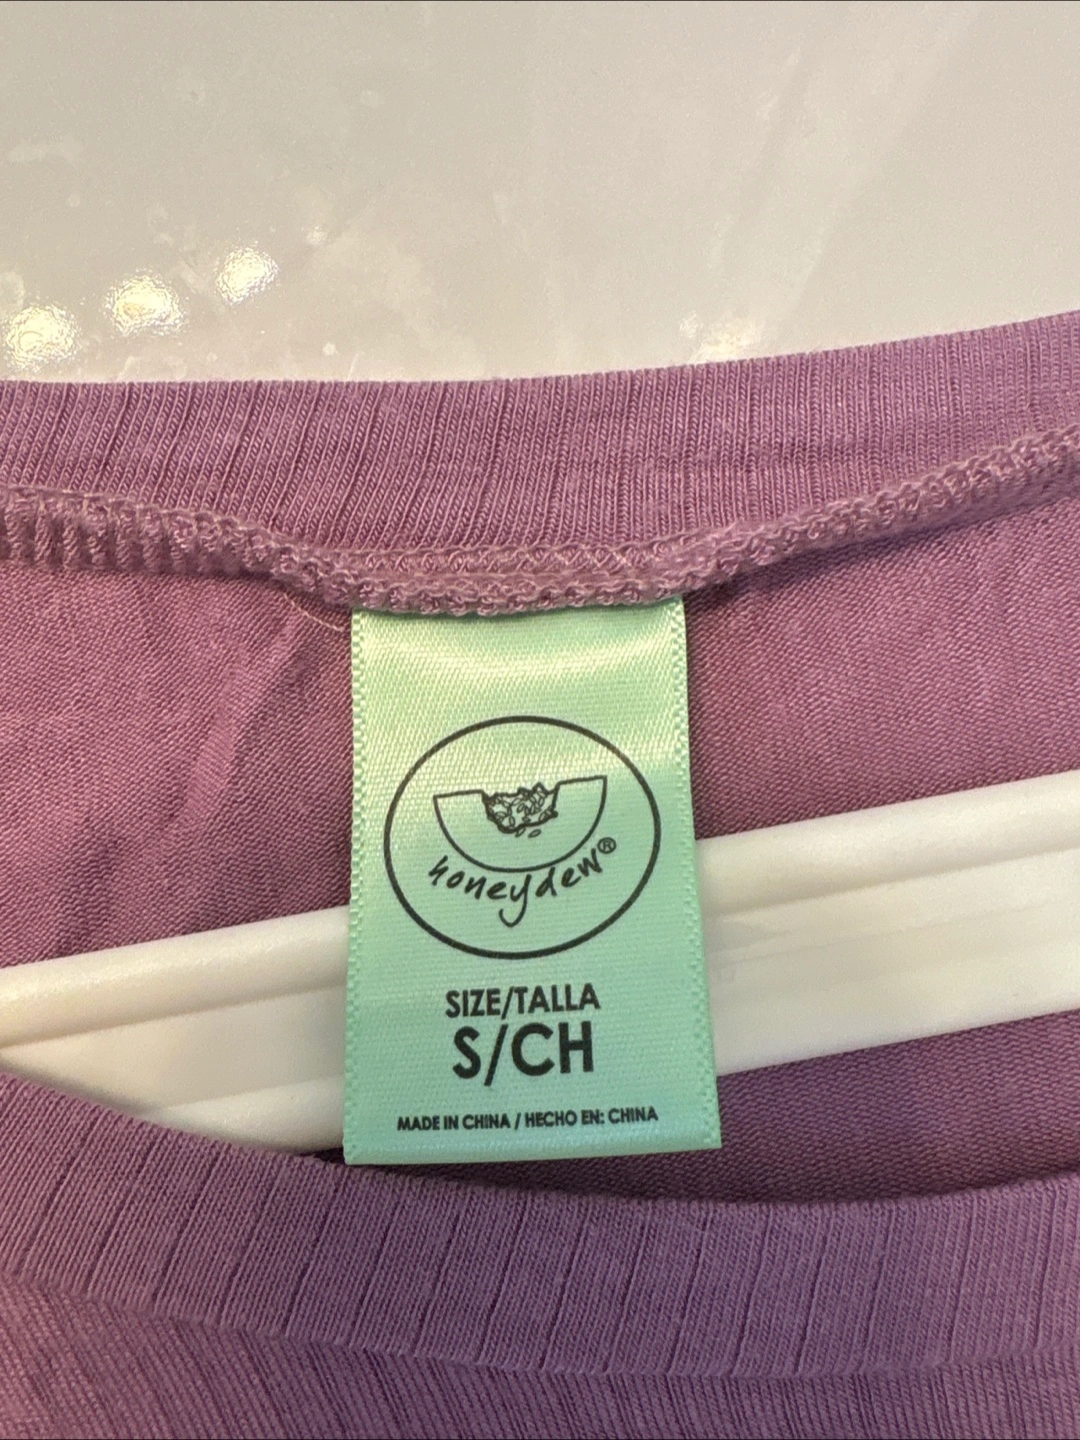 honeydew®
SIZE/TALLA
S/CH
MADE IN CHINA / HECHO EN: CHINA